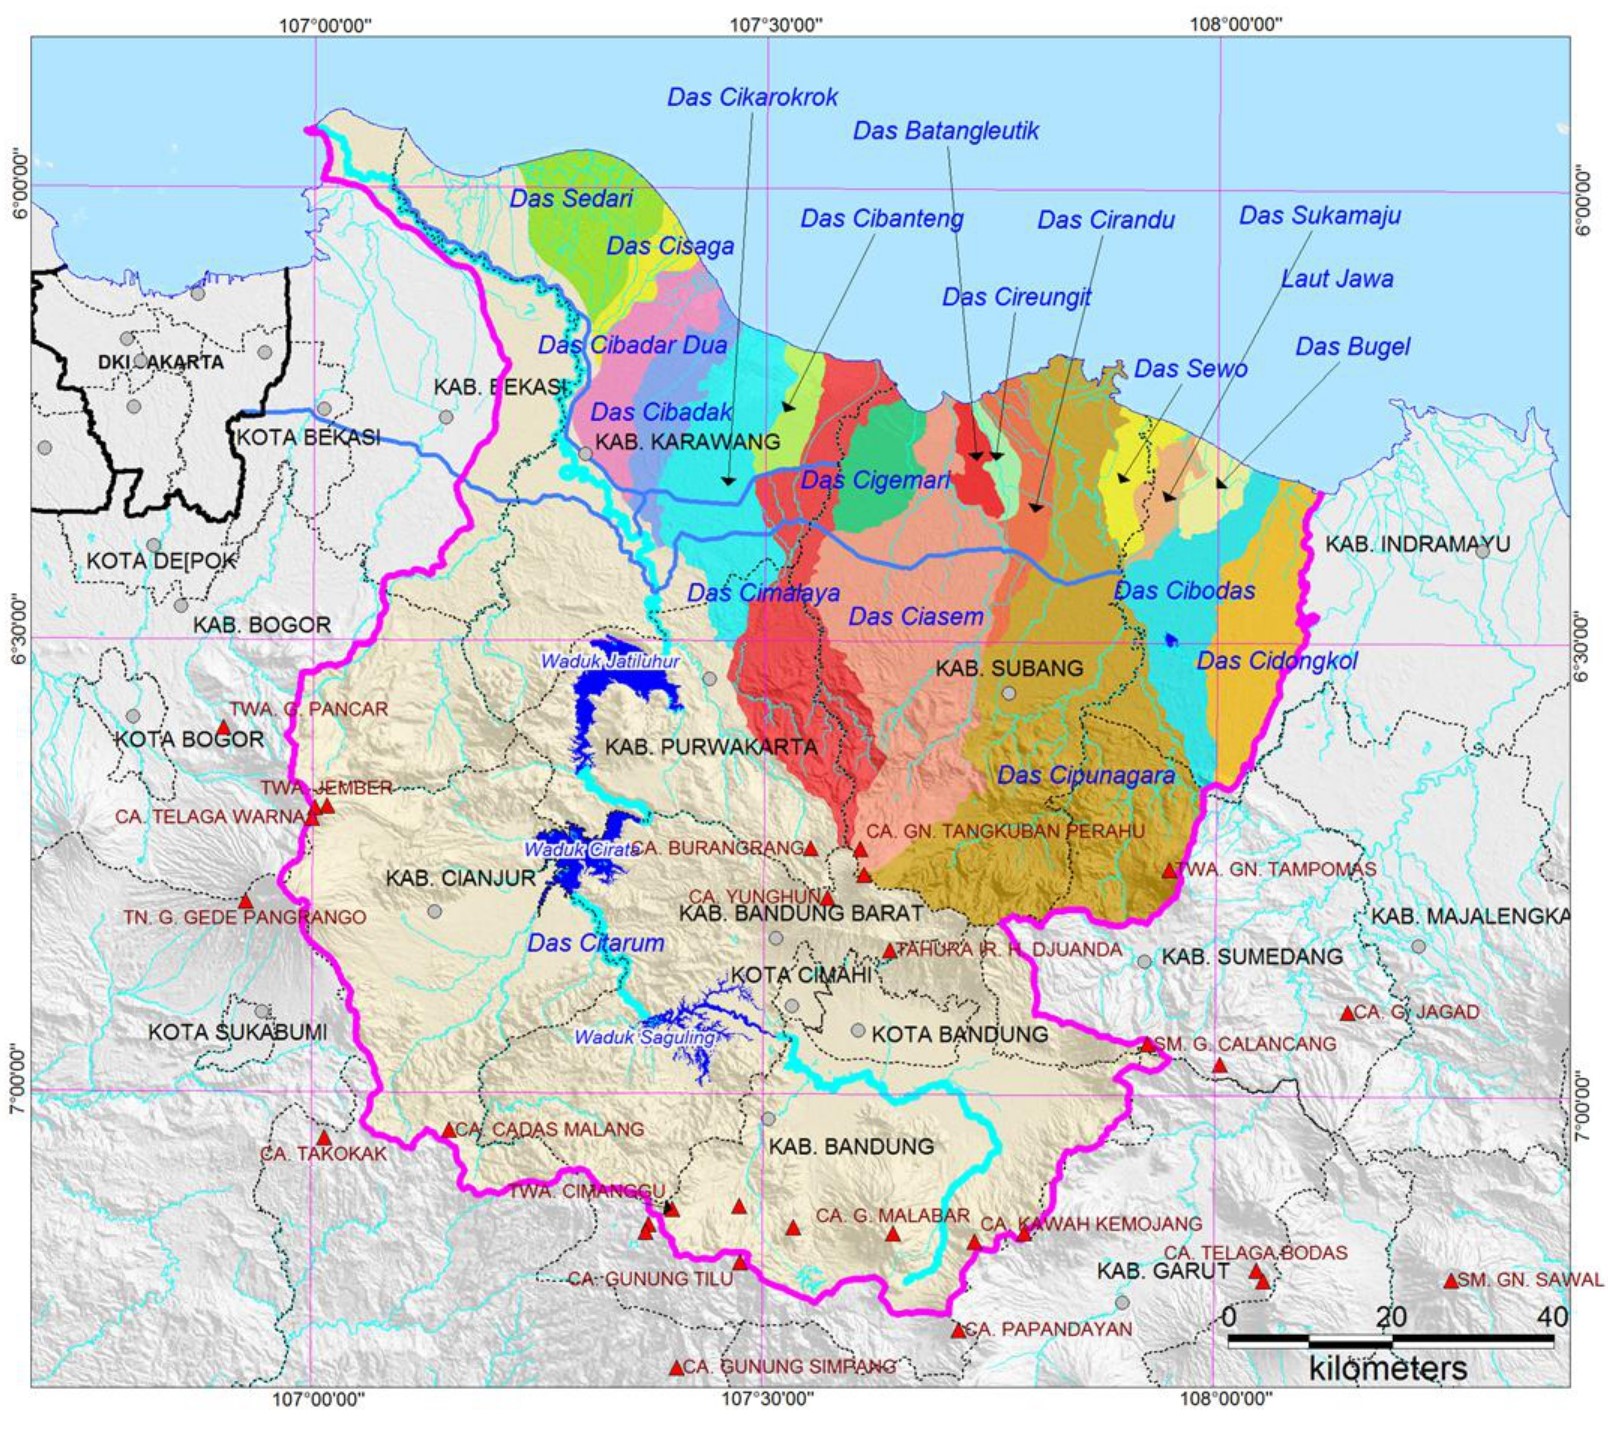 107°00'00"
107°30'00"
108°00'00"
Das Cikarokrok
Das Batangleutik
6°00'00"
6°00'00"
Das Sedari
Das Cibanteng
Das Cirandu
Das Sukamaju
Das Cisaga
Laut Jawa
Das Cireungit
Das Cibadar Dua
Das Bugel
DKI JAKARTA
Das Sewo
KAB. BEKASI
Das Cibadak
KOTA BEKASI
KAB. KARAWANG
Das Cigemari
KAB. INDRAMAYU
KOTA DE[POK
Das Cimalaya
Das Cibodas
KAB. BOGOR
Das Ciasem
6°30'00"
6°30'00"
Waduk Jatiluhur
KAB. SUBANG
Das Cidongkol
TWA. G. PANCAR
KOTA BOGOR
KAB. PURWAKARTA
Das Cipunagara
TWA. JEMBER
CA. TELAGA WARNA
CA. GN. TANGKUBAN PERAHU
Waduk Cirata
CA. BURANGRANG
TWA. GN. TAMPOMAS
KAB. CIANJUR
CA. YUNGHUN
TN. G. GEDE PANGRANGO
KAB. BANDUNG BARAT
KAB. MAJALENGKA
Das Citarum
TAHURA IR. H. DJUANDA
KAB. SUMEDANG
KOTA CIMAHI
CA. G. JAGAD
KOTA SUKABUMI
Waduk Saguling
KOTA BANDUNG
SM. G. CALANCANG
7°00'00"
7°00'00"
CA. CADAS MALANG
CA. TAKOKAK
KAB. BANDUNG
TWA. CIMANGGU
CA. G. MALABAR
CA. KAWAH KEMOJANG
CA. TELAGA BODAS
CA. GUNUNG TILU
KAB. GARUT
SM. GN. SAWAL
0 20 40
CA. PAPANDAYAN
CA. GUNUNG SIMPANG
kilometers
107°00'00"
107°30'00"
108°00'00"